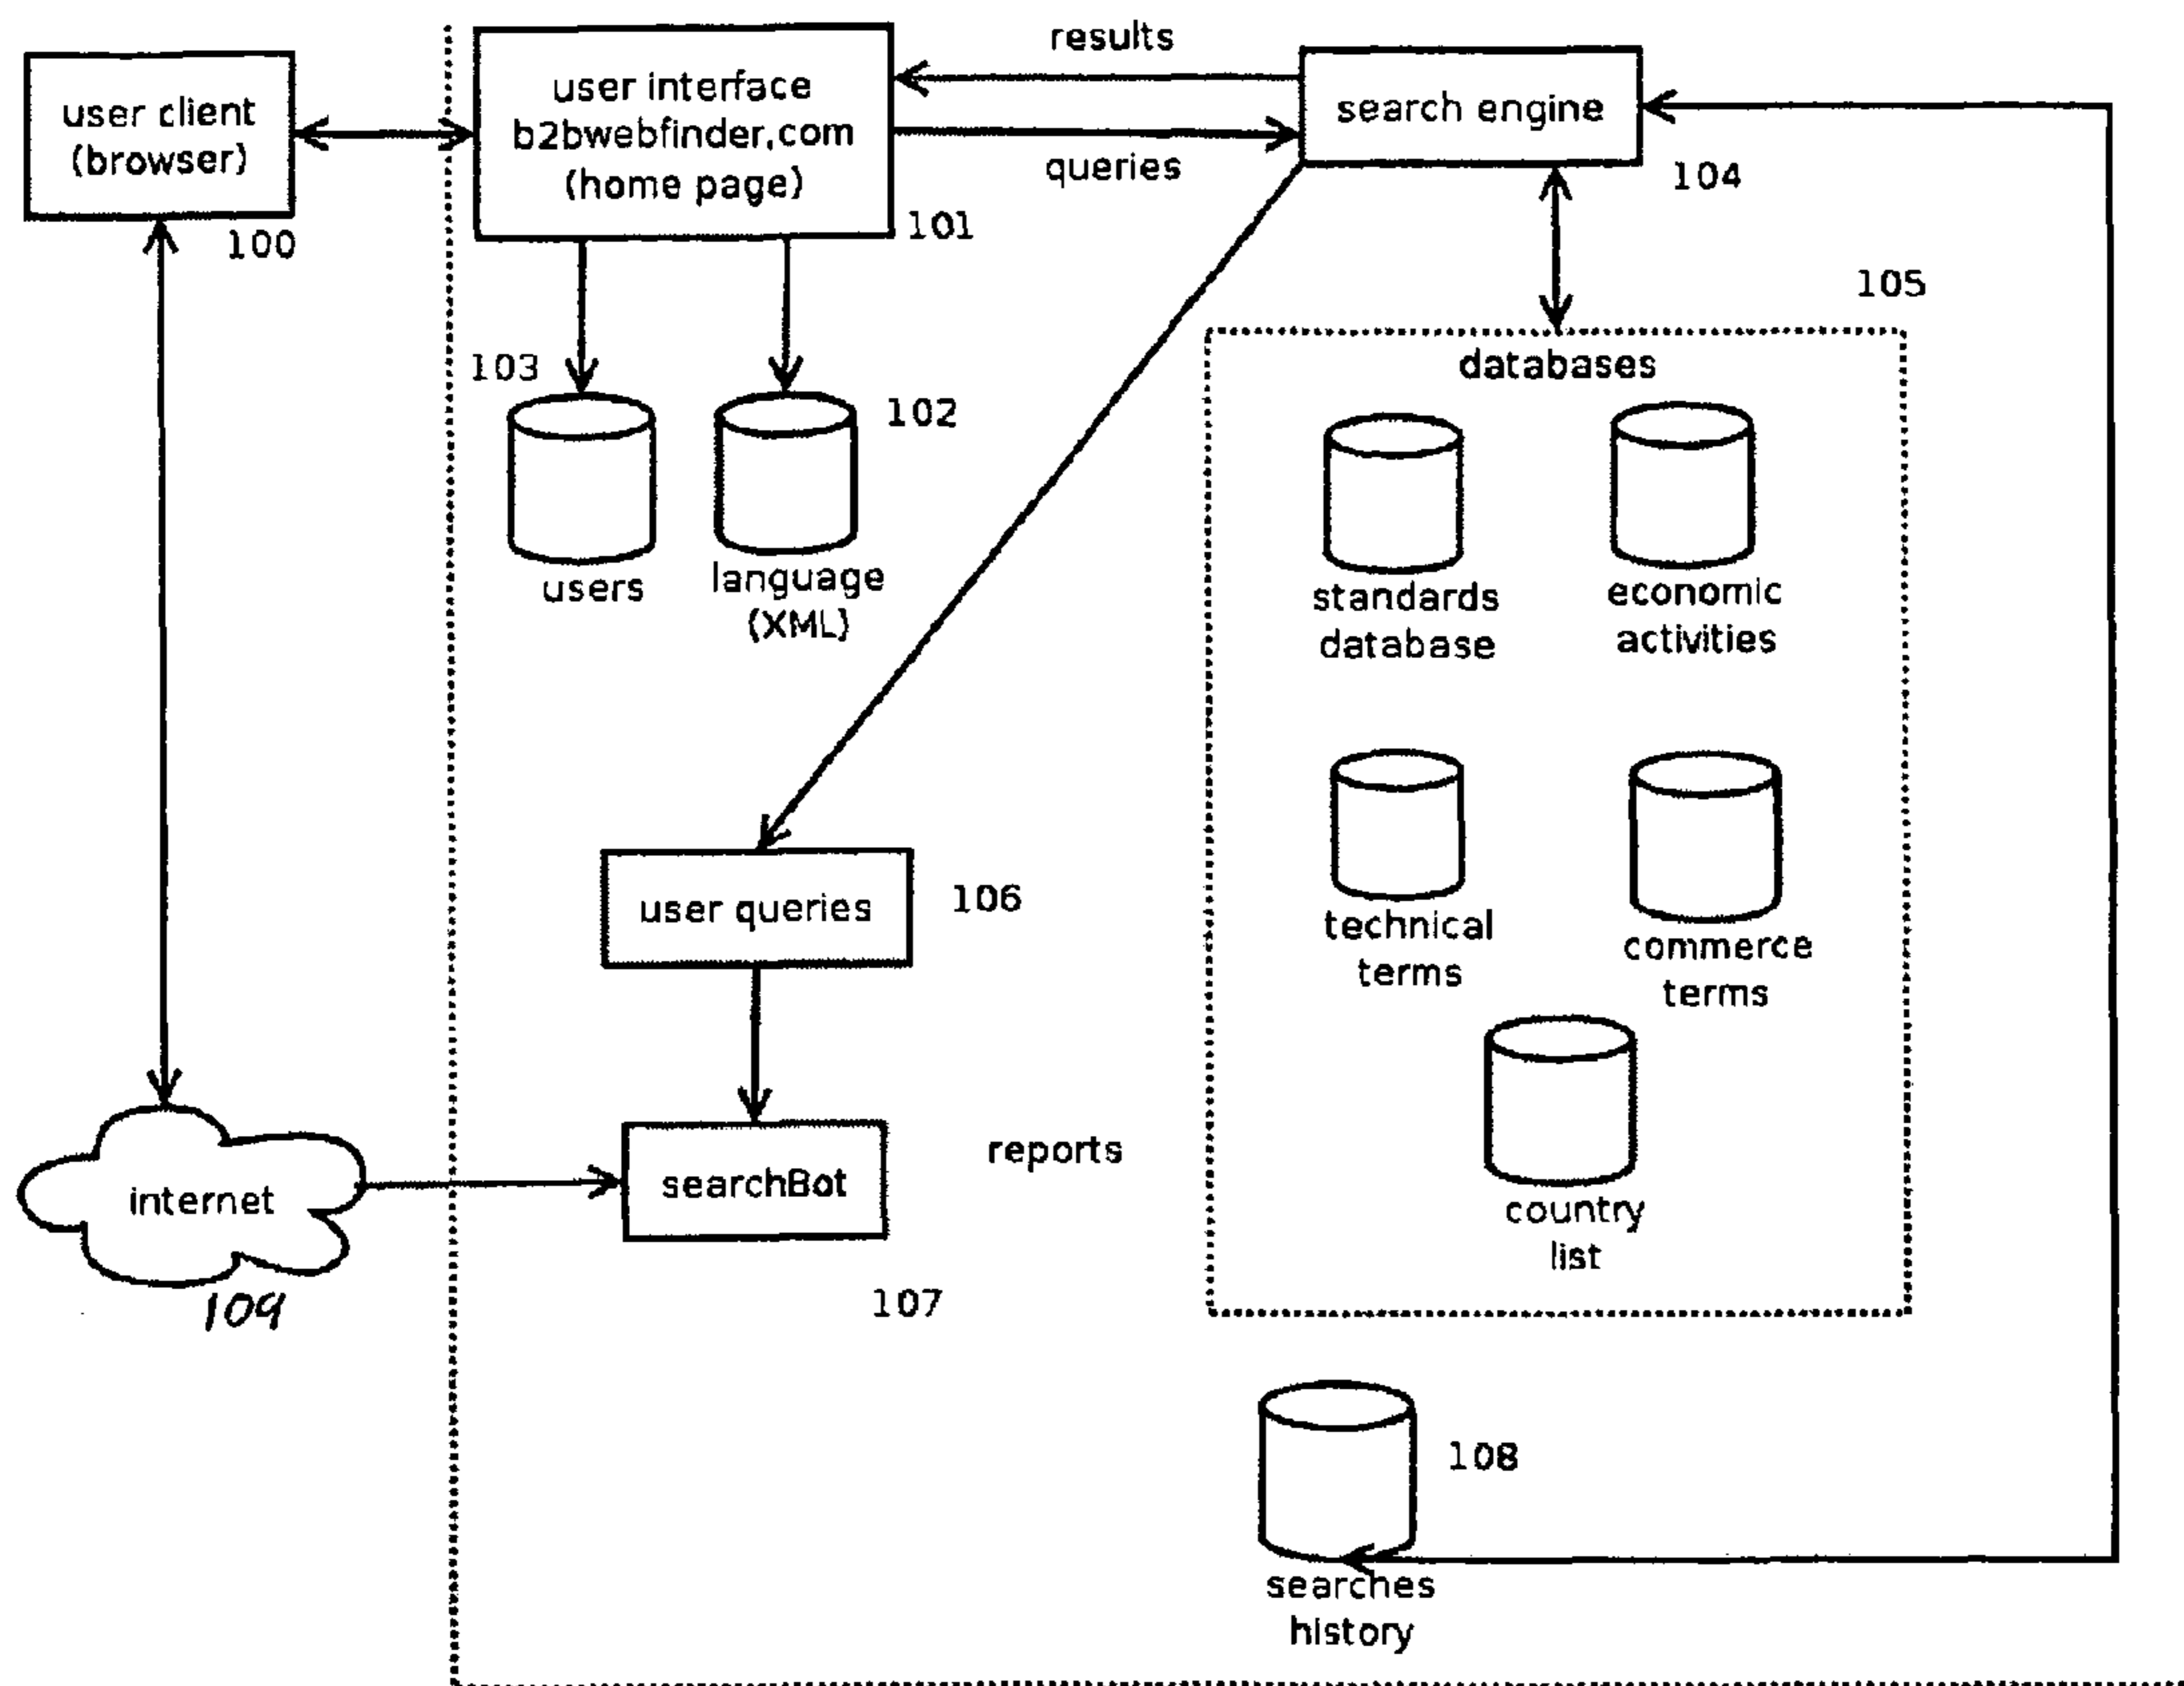 user client
(browser)
100
user interface
b2bwebfinder.com
(home page)
101
results
queries
search engine
104
105
103
users
102
language
(XML)
databases
standards
database
economic
activities
technical
terms
commerce
terms
country
list
user queries
106
searchBot
107
reports
internet
109
108
searches
history